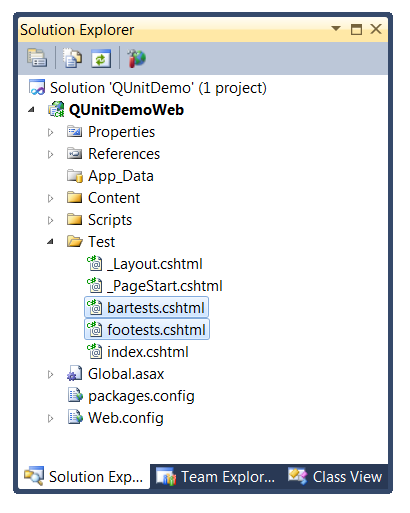 Solution Explorer
Solution 'QUnitDemo' (1 project)
QUnitDemoWeb
Properties
References
App_Data
Content
Scripts
Test
_Layout.cshtml
_PageStart.cshtml
bartests.cshtml
footests.cshtml
index.cshtml
Global.asax
packages.config
Web.config
Solution Exp... Team Explor... Class View